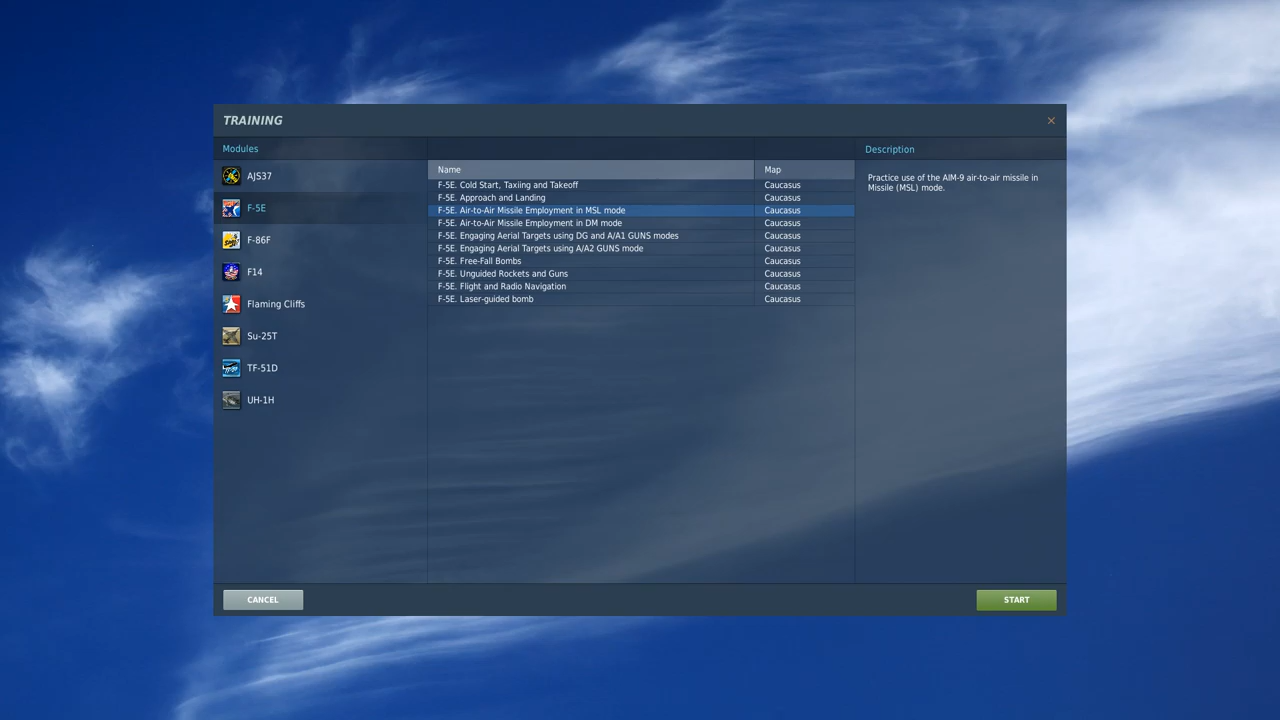 TRAINING
Modules
Description
AJS37
F-5E
F-86F
F14
Flaming Cliffs
Su-25T
TF-51D
UH-1H
Name Map
F-5E. Cold Start, Taxiing and Takeoff Caucasus
F-5E. Approach and Landing Caucasus
F-5E. Air-to-Air Missile Employment in MSL mode Caucasus
F-5E. Air-to-Air Missile Employment in DM mode Caucasus
F-5E. Engaging Aerial Targets using DG and A/A1 GUNS modes Caucasus
F-5E. Engaging Aerial Targets using A/A2 GUNS mode Caucasus
F-5E. Free-Fall Bombs Caucasus
F-5E. Unguided Rockets and Guns Caucasus
F-5E. Flight and Radio Navigation Caucasus
F-5E. Laser-guided bomb Caucasus
Practice use of the AIM-9 air-to-air missile in
Missile (MSL) mode.
CANCEL
START